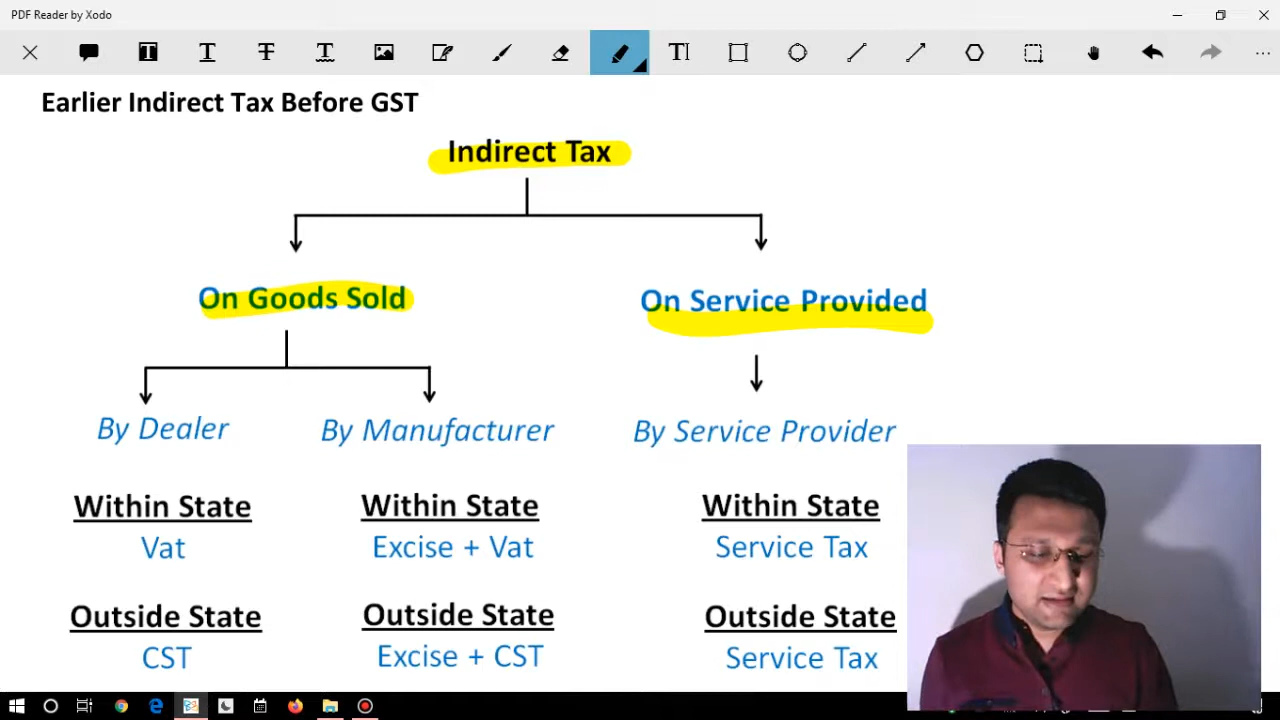 PDF Reader by Xodo
Earlier Indirect Tax Before GST
Indirect Tax
On Goods Sold
On Service Provided
By Dealer
By Manufacturer
By Service Provider
Within State
Within State
Within State
Vat
Excise + Vat
Service Tax
Outside State
Outside State
Outside State
CST
Excise + CST
Service Tax